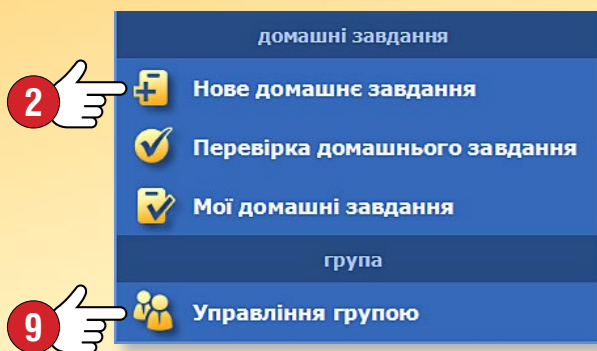 домашні завдання
2
Нове домашнє завдання
Перевірка домашнього завдання
Мої домашні завдання
група
9
Управління групою